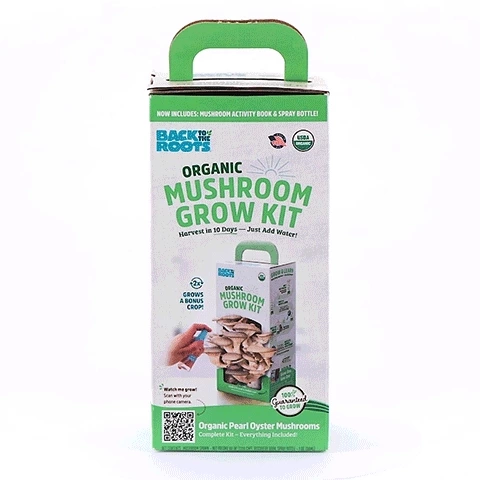 NOW INCLUDES: MUSHROOM ACTIVITY BOOK & SPRAY BOTTLE!
BACK TO THE ROOTS
USDA
ORGANIC
ORGANIC
MUSHROOM
GROW KIT
Harvest in 10 Days — Just Add Water!
2x
GROWS
A BONUS
CROP!
BACK TO THE ROOTS
ORGANIC
MUSHROOM
GROW KIT
Watch me grow!
Scan with your
phone camera.
100%
Guaranteed
TO GROW
Organic Pearl Oyster Mushrooms
Complete Kit – Everything Included!